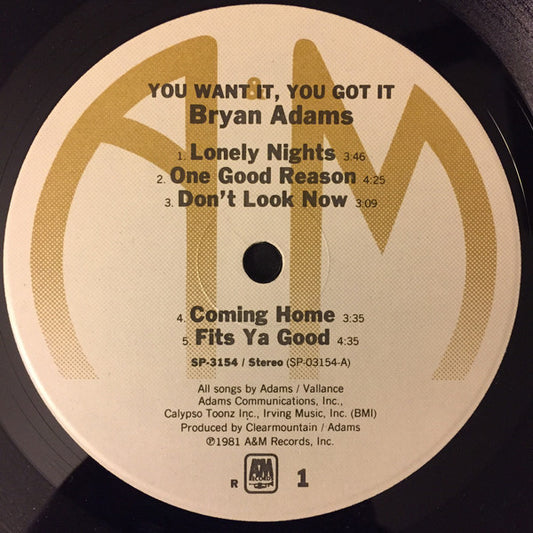 A&M
YOU WANT IT, YOU GOT IT
Bryan Adams
1. Lonely Nights 3:46
2. One Good Reason 4:25
3. Don't Look Now 3:09
4. Coming Home 3:35
5. Fits Ya Good 4:35
SP-3154 / Stereo (SP-03154-A)
All songs by Adams / Vallance
Adams Communications, Inc.,
Calypso Toonz Inc., Irving Music, Inc. (BMI)
Produced by Clearmountain / Adams
℗1981 A&M Records, Inc.
R A&M RECORDS 1